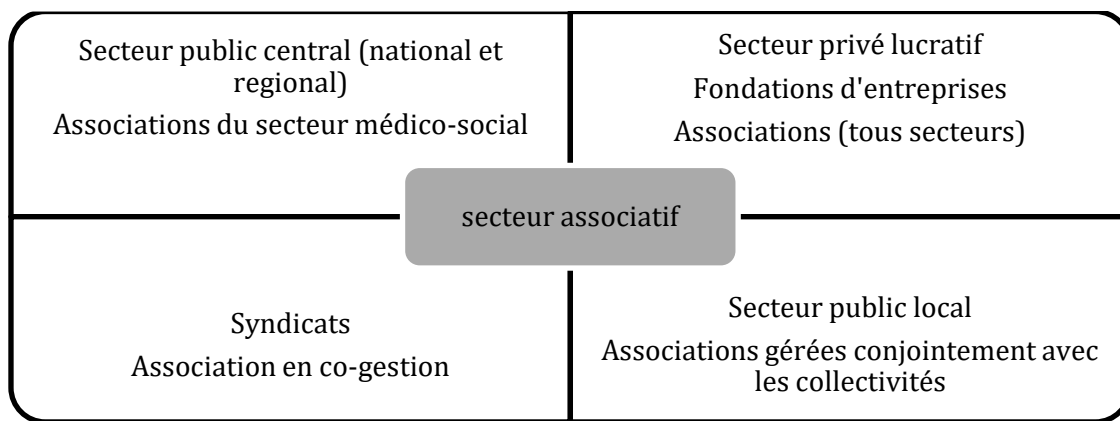 Secteur public central (national et
regional)
Associations du secteur médico-social
Secteur privé lucratif
Fondations d'entreprises
Associations (tous secteurs)
secteur associatif
Syndicats
Association en co-gestion
Secteur public local
Associations gérées conjointement avec
les collectivités